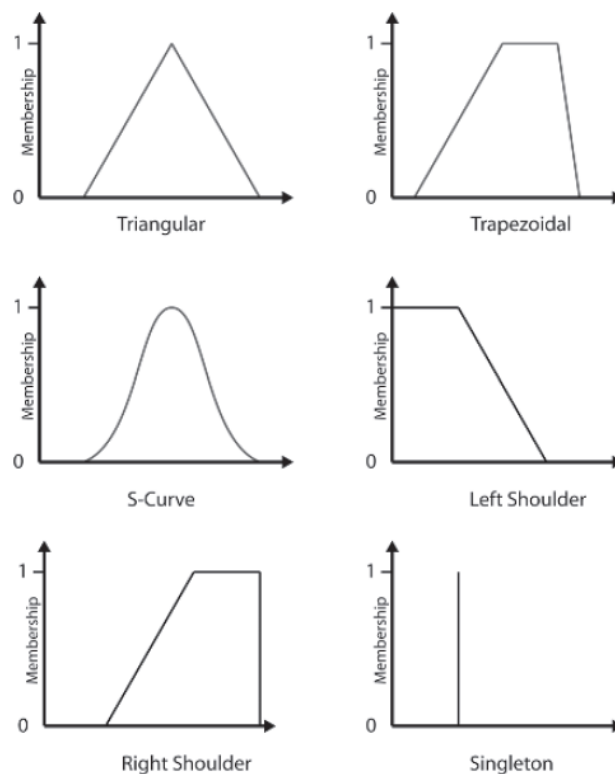 1
Membership
0
Triangular
1
Membership
0
Trapezoidal
1
Membership
0
S-Curve
1
Membership
0
Left Shoulder
1
Membership
0
Right Shoulder
1
Membership
0
Singleton